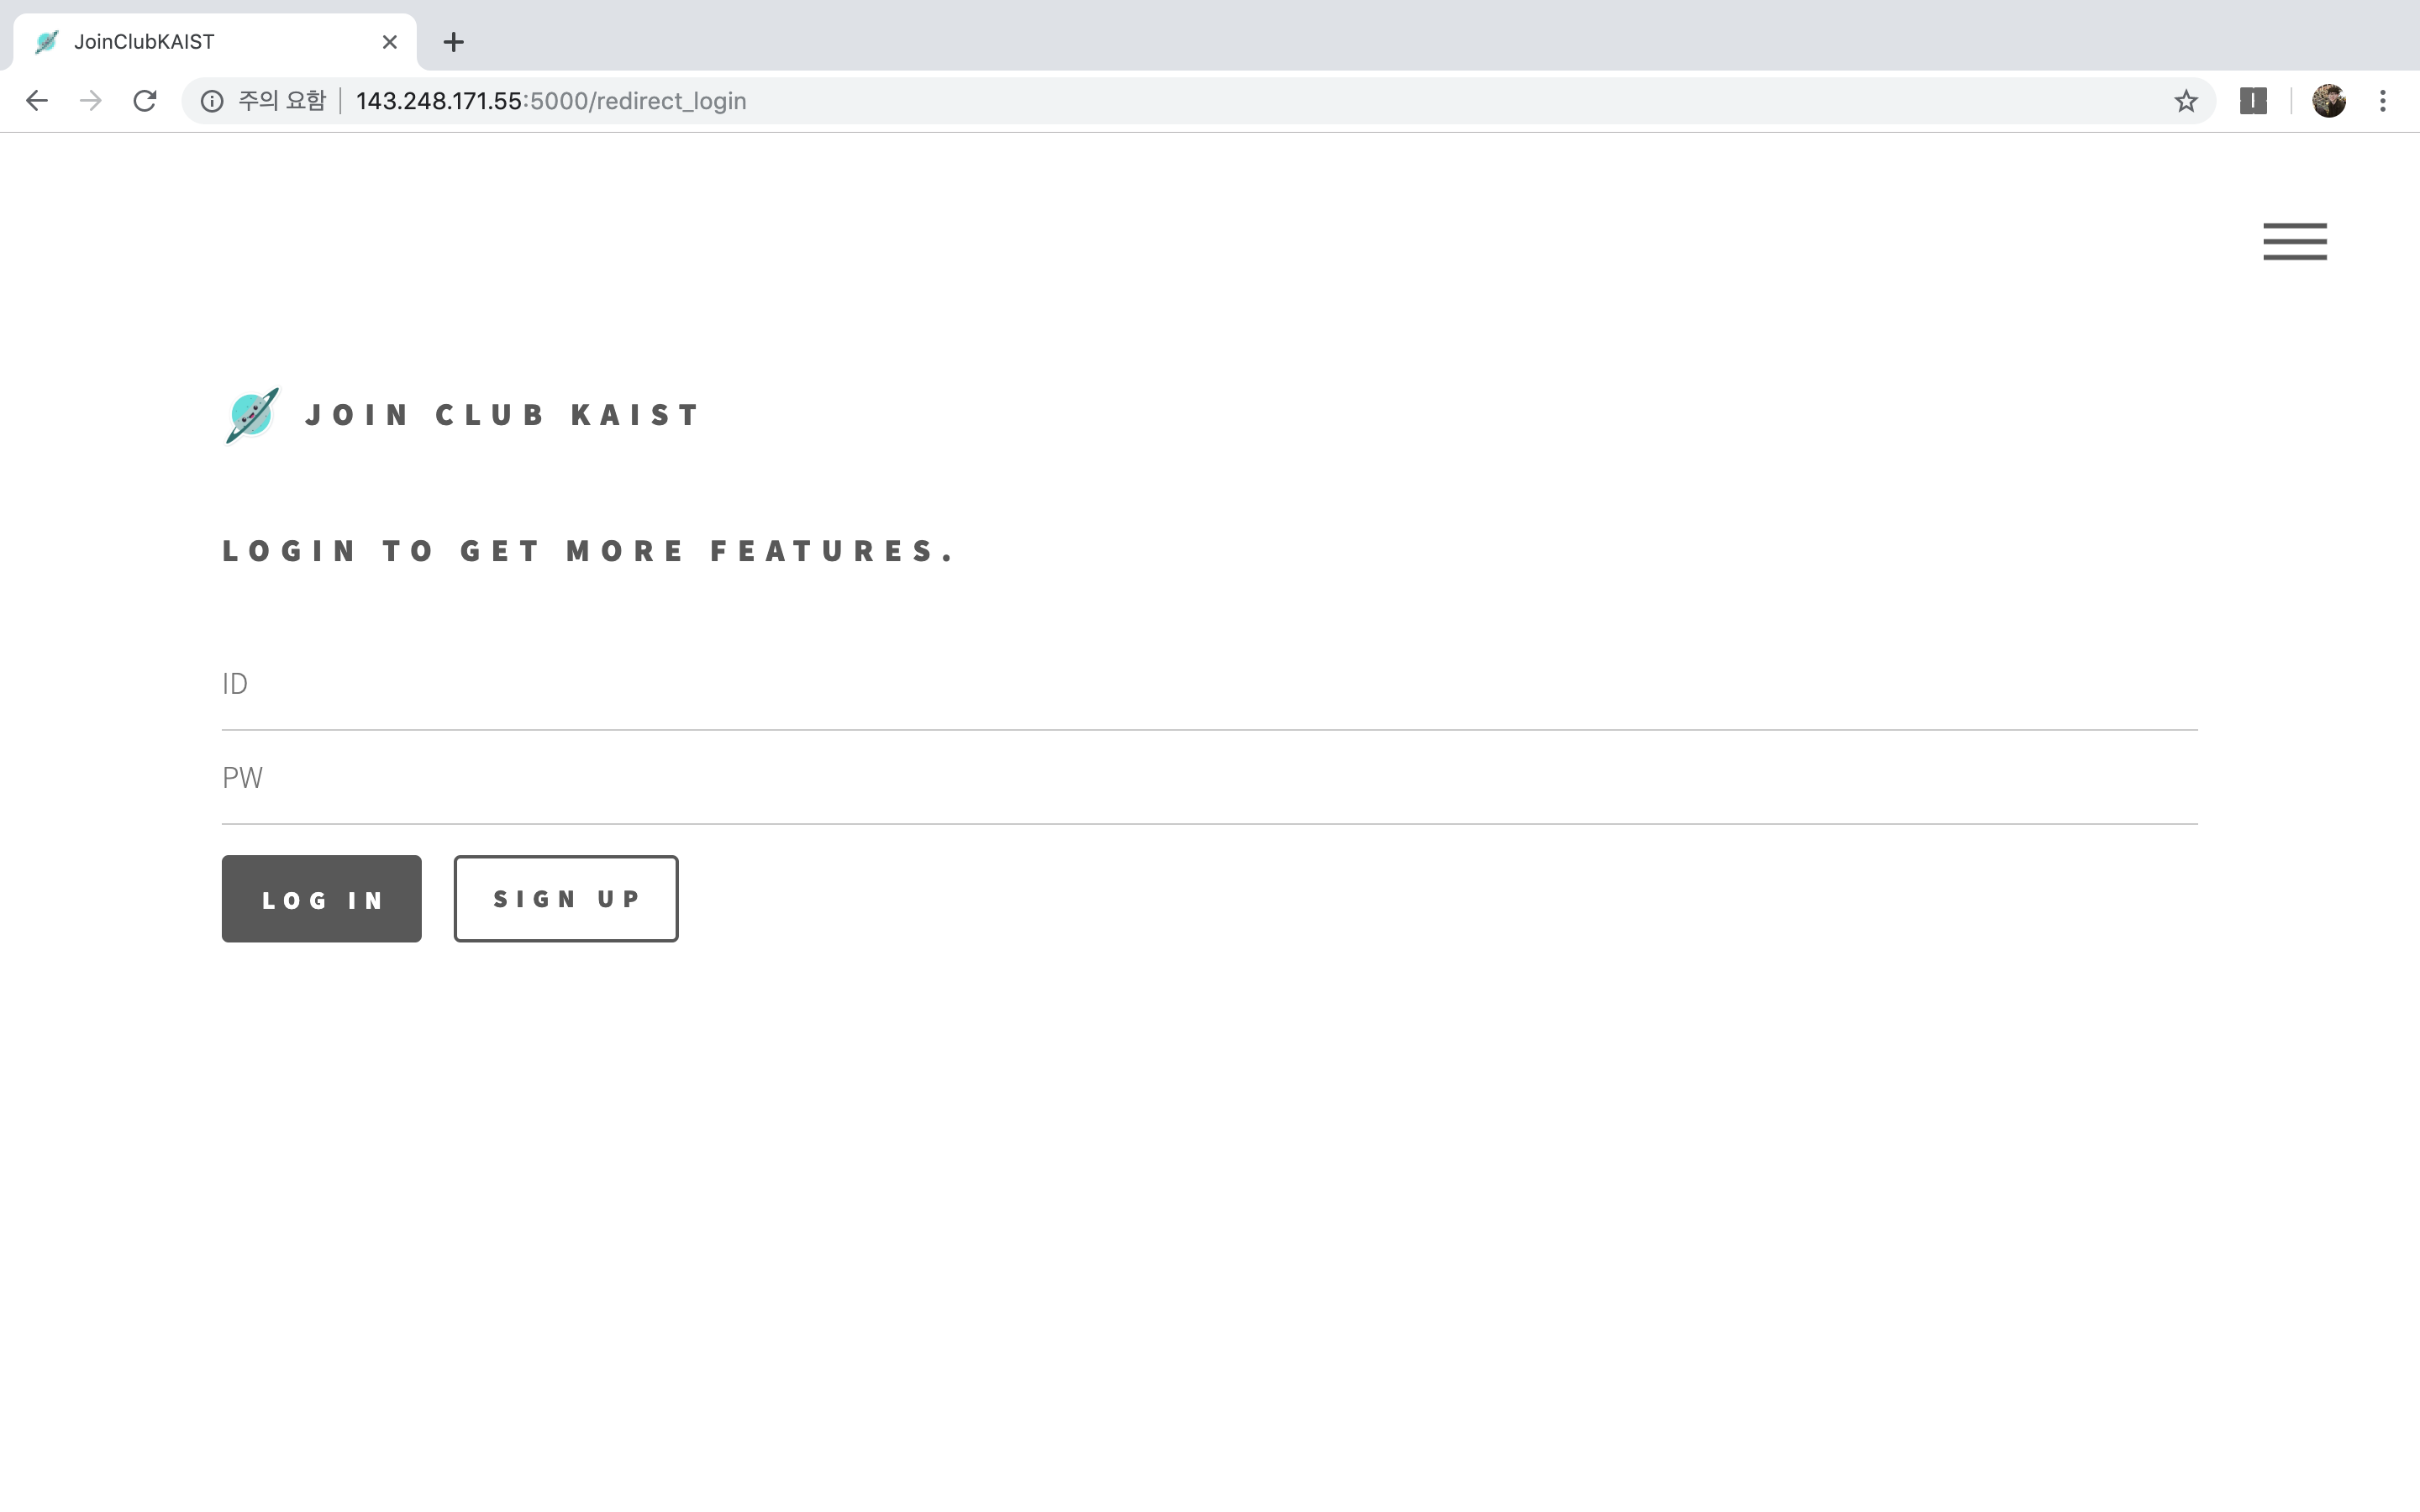 JoinClubKAIST
주의 요함 143.248.171.55:5000/redirect_login
JOIN CLUB KAIST
LOGIN TO GET MORE FEATURES.
ID
PW
LOG IN SIGN UP